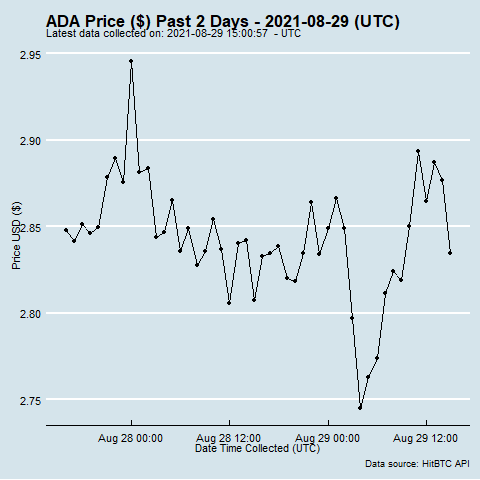 ADA Price ($) Past 2 Days - 2021-08-29 (UTC)
Latest data collected on: 2021-08-29 15:00:57  - UTC
2.95
2.90
2.85
2.80
2.75
Price USD ($)
Aug 28 00:00 Aug 28 12:00 Aug 29 00:00 Aug 29 12:00
Date Time Collected (UTC)
Data source: HitBTC API